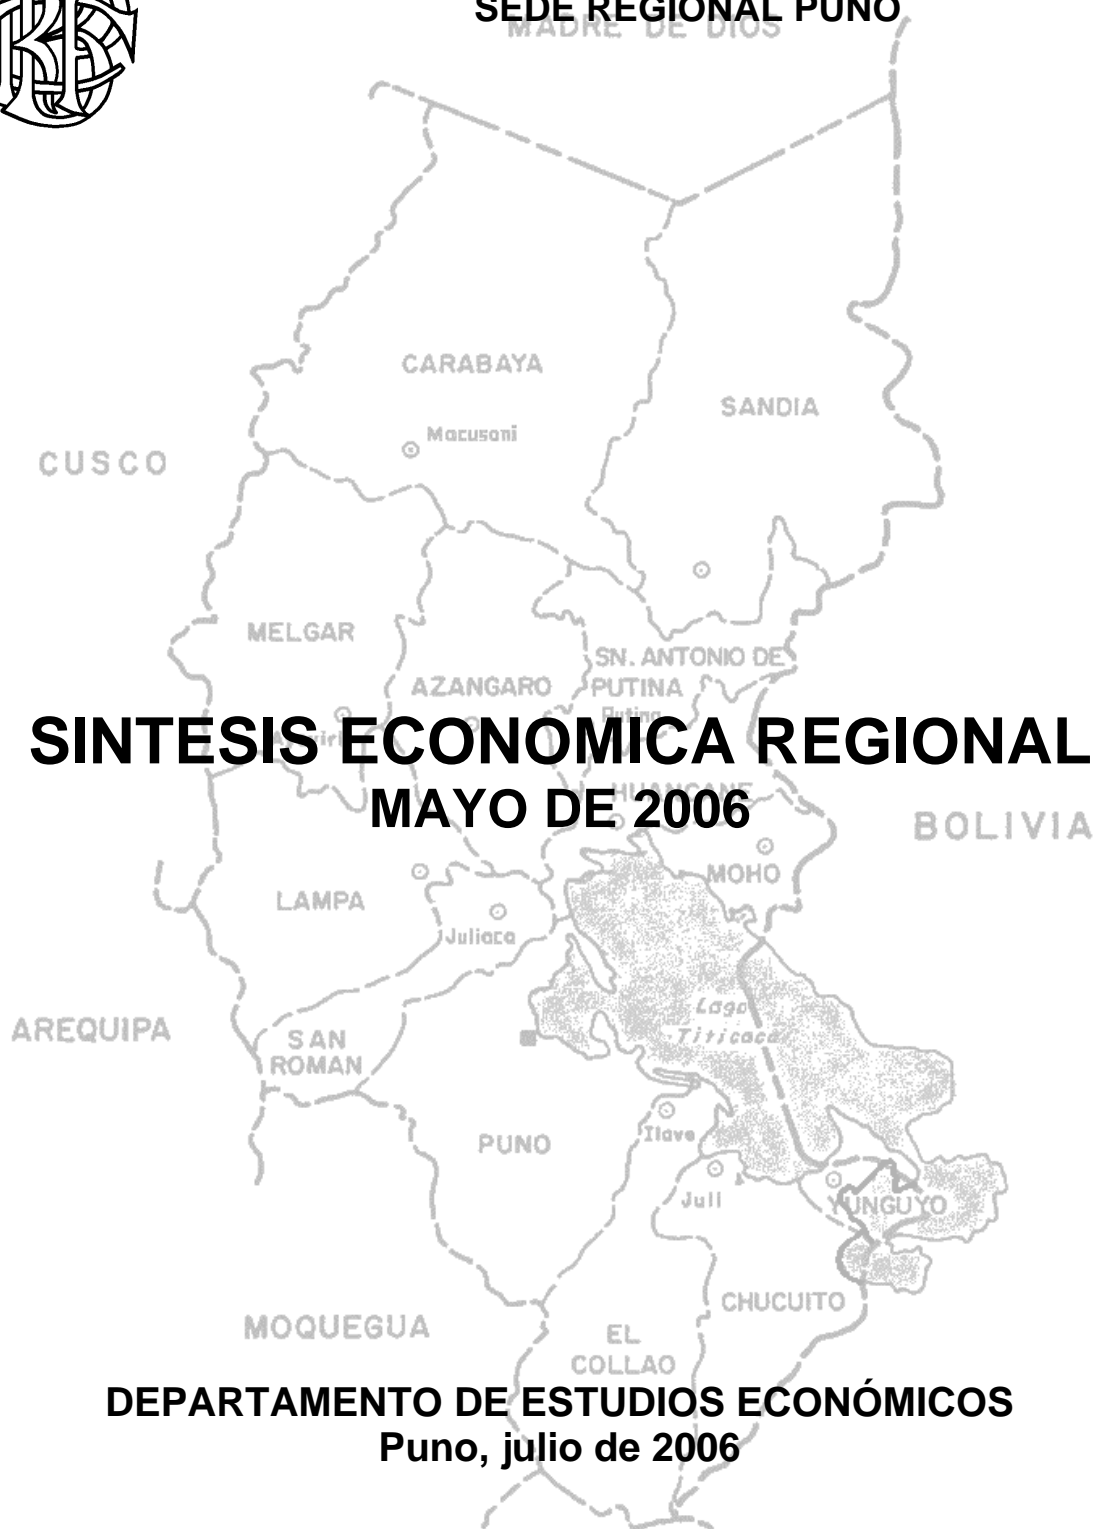 SEDE REGIONAL PUNO
MADRE DE DIOS
CARABAYA
SANDIA
Macusani
CUSCO
MELGAR
SN. ANTONIO DE
PUTINA
AZANGARO
Putina
SINTESIS ECONOMICA REGIONAL
HUANCANE
MAYO DE 2006
BOLIVIA
MOHO
LAMPA
Juliaca
Lago
Titicaca
AREQUIPA
SAN
ROMAN
PUNO
Ilave
Juli
YUNGUYO
CHUCUITO
MOQUEGUA
EL
COLLAO
DEPARTAMENTO DE ESTUDIOS ECONÓMICOS
Puno, julio de 2006